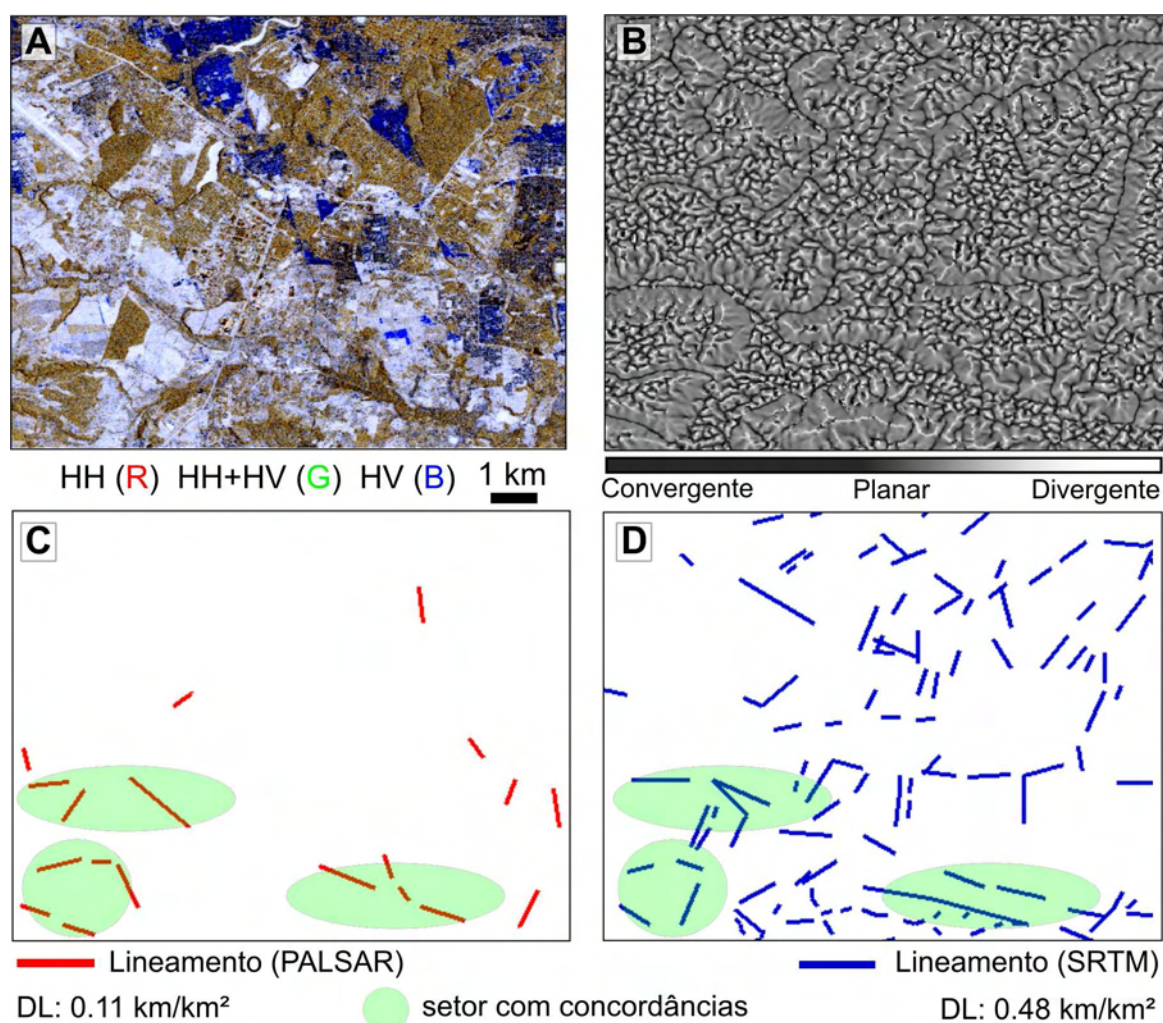 A
B
HH (R) HH+HV (G) HV (B) 1 km
Convergente Planar Divergente
C
D
Lineamento (PALSAR)
Lineamento (SRTM)
DL: 0.11 km/km²
setor com concordâncias
DL: 0.48 km/km²